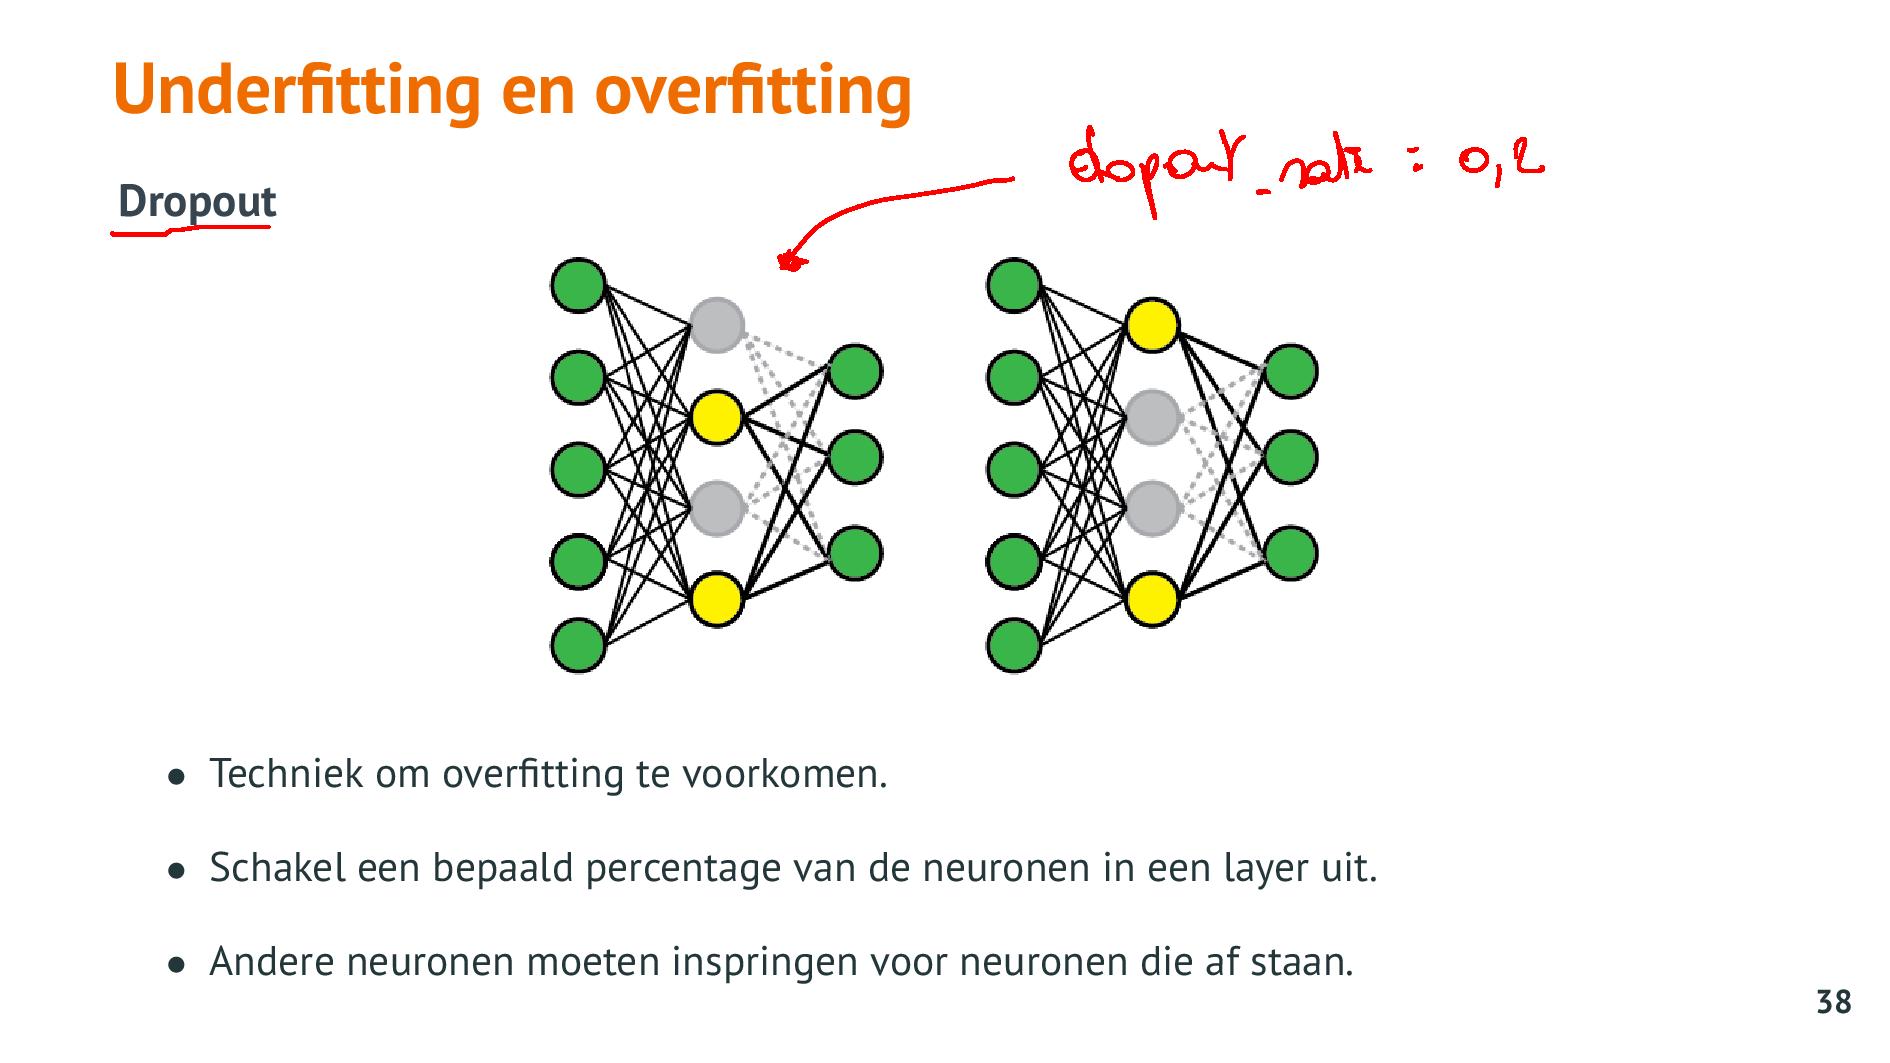 Underfitting en overfitting
dopout_rate = 0,2
Dropout
● Techniek om overfitting te voorkomen.
● Schakel een bepaald percentage van de neuronen in een layer uit.
● Andere neuronen moeten inspringen voor neuronen die af staan.
38